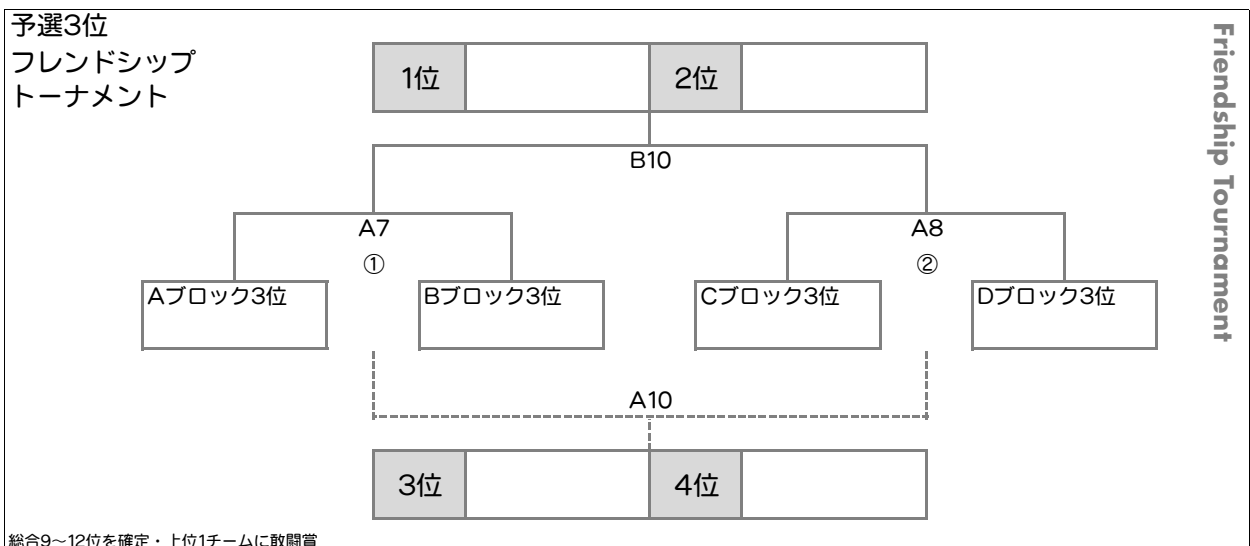 予選3位
フレンドシップ
トーナメント
Friendship Tournament
1位
2位
B10
A7
A8
①
②
Aブロック3位
Bブロック3位
Cブロック3位
Dブロック3位
A10
3位
4位
総合9~12位を確定・上位1チームに敢闘賞